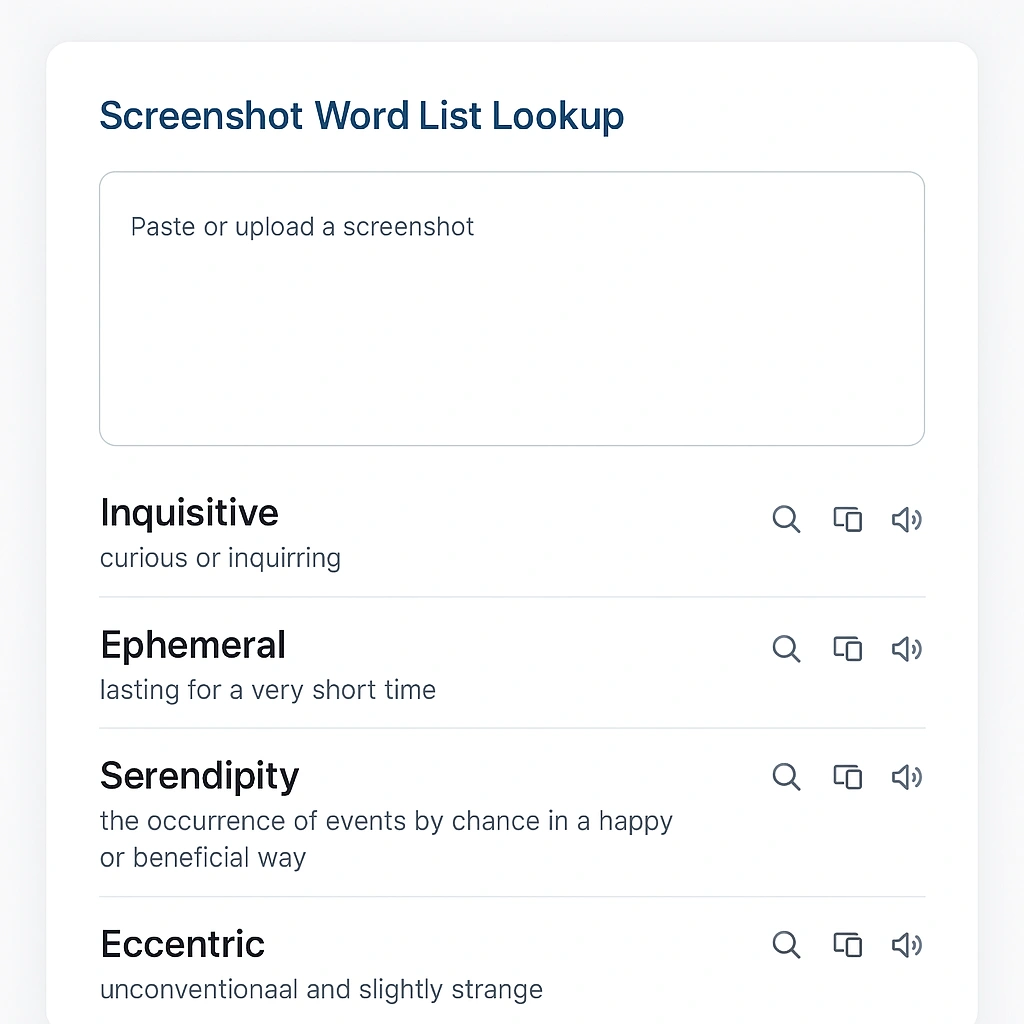 Screenshot Word List Lookup
Paste or upload a screenshot
Inquisitive
curious or inquirring
Ephemeral
lasting for a very short time
Serendipity
the occurrence of events by chance in a happy
or beneficial way
Eccentric
unconventionaal and slightly strange